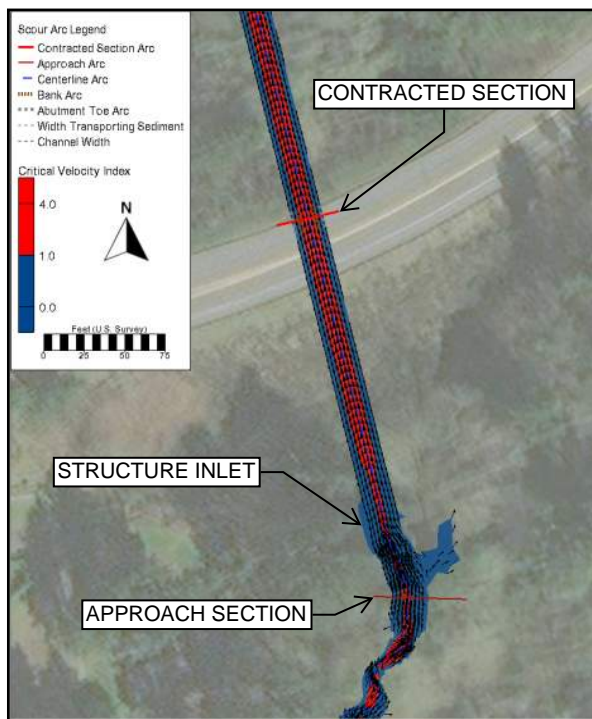 Scour Arc Legend
Contracted Section Arc
Approach Arc
Centerline Arc
Bank Arc
Abutment Toe Arc
Width Transporting Sediment
Channel Width
Critical Velocity Index
4.0
1.0
0.0
N
Feet (U.S. Survey)
0 25 50 75
CONTRACTED SECTION
STRUCTURE INLET
APPROACH SECTION